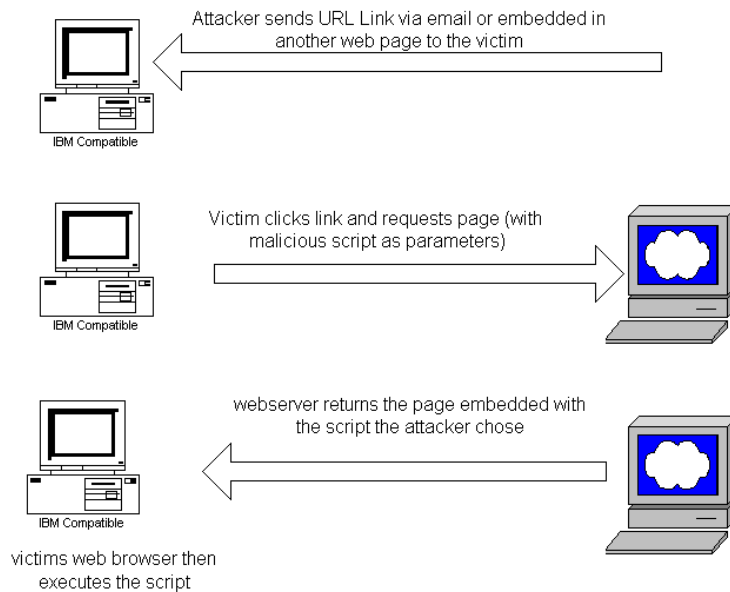 Attacker sends URL Link via email or embedded in
another web page to the victim
IBM Compatible
Victim clicks link and requests page (with
malicious script as parameters)
IBM Compatible
webserver returns the page embedded with
the script the attacker chose
IBM Compatible
victims web browser then
executes the script